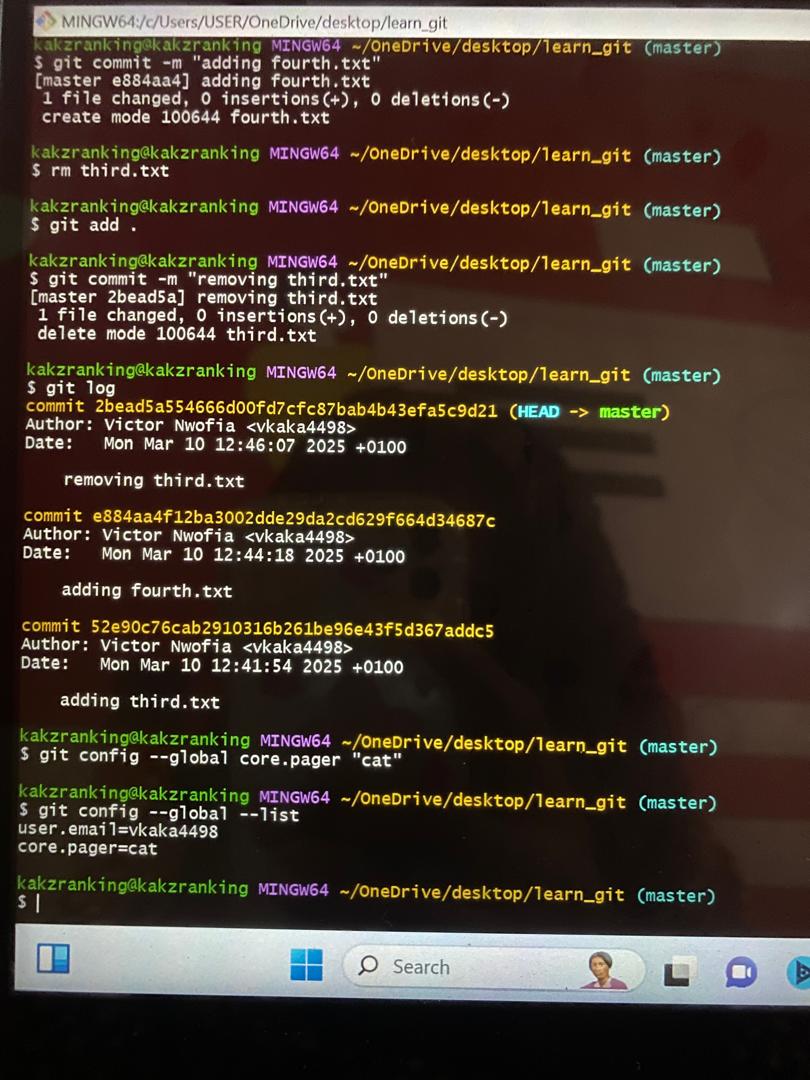 MINGW64:/c/Users/USER/OneDrive/desktop/learn_git
kakzranking@kakzranking MINGW64 ~/OneDrive/desktop/learn_git (master)
$ git commit -m "adding fourth.txt"
[master e884aa4] adding fourth.txt
 1 file changed, 0 insertions(+), 0 deletions(-)
 create mode 100644 fourth.txt
kakzranking@kakzranking MINGW64 ~/OneDrive/desktop/learn_git (master)
$ rm third.txt
kakzranking@kakzranking MINGW64 ~/OneDrive/desktop/learn_git (master)
$ git add .
kakzranking@kakzranking MINGW64 ~/OneDrive/desktop/learn_git (master)
$ git commit -m "removing third.txt"
[master 2bead5a] removing third.txt
 1 file changed, 0 insertions(+), 0 deletions(-)
 delete mode 100644 third.txt
kakzranking@kakzranking MINGW64 ~/OneDrive/desktop/learn_git (master)
$ git log
commit 2bead5a554666d00fd7cfc87bab4b43efa5c9d21 (HEAD -> master)
Author: Victor Nwofia <vkaka4498>
Date:   Mon Mar 10 12:46:07 2025 +0100
    removing third.txt
commit e884aa4f12ba3002dde29da2cd629f664d34687c
Author: Victor Nwofia <vkaka4498>
Date:   Mon Mar 10 12:44:18 2025 +0100
    adding fourth.txt
commit 52e90c76cab2910316b261be96e43f5d367addc5
Author: Victor Nwofia <vkaka4498>
Date:   Mon Mar 10 12:41:54 2025 +0100
    adding third.txt
kakzranking@kakzranking MINGW64 ~/OneDrive/desktop/learn_git (master)
$ git config --global core.pager "cat"
kakzranking@kakzranking MINGW64 ~/OneDrive/desktop/learn_git (master)
$ git config --global --list
user.email=vkaka4498
core.pager=cat
kakzranking@kakzranking MINGW64 ~/OneDrive/desktop/learn_git (master)
$
Search